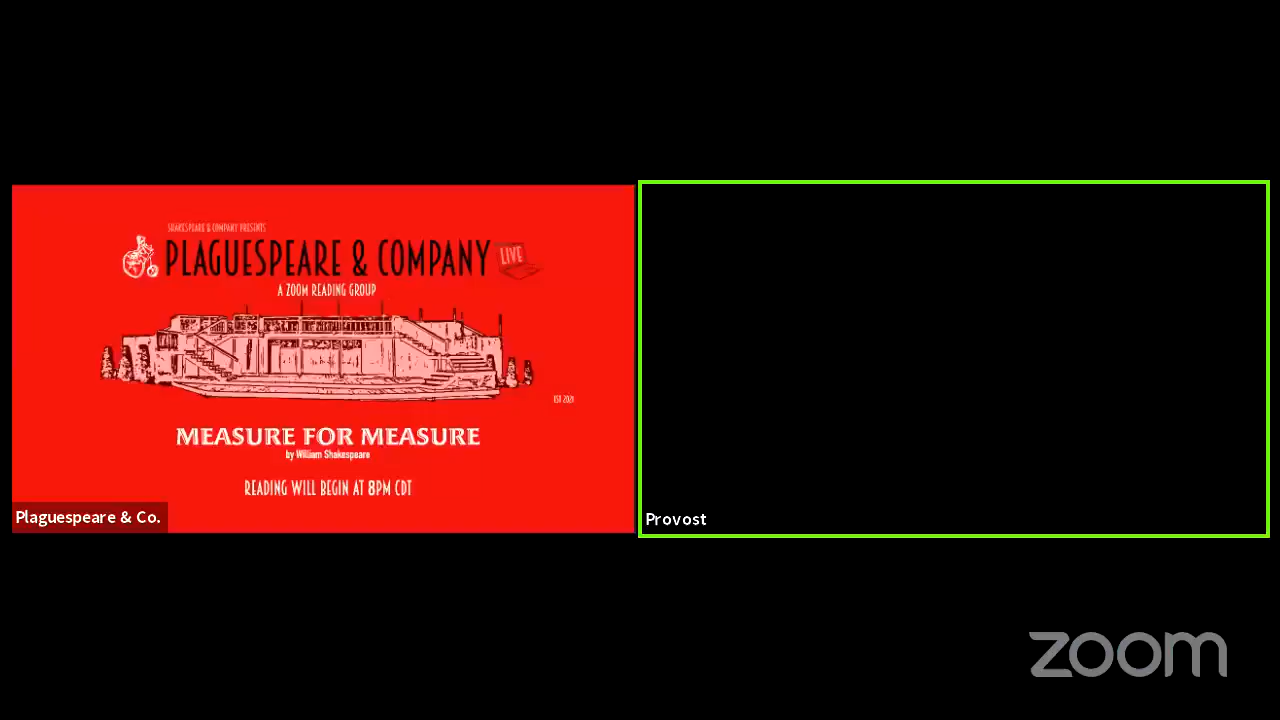 SHAKESPEARE & COMPANY PRESENTS
PLAGUESPEARE & COMPANY LIVE
A ZOOM READING GROUP
EST 2021
MEASURE FOR MEASURE
by William Shakespeare
READING WILL BEGIN AT 8PM CDT
Plaguespeare & Co.
Provost
zoom